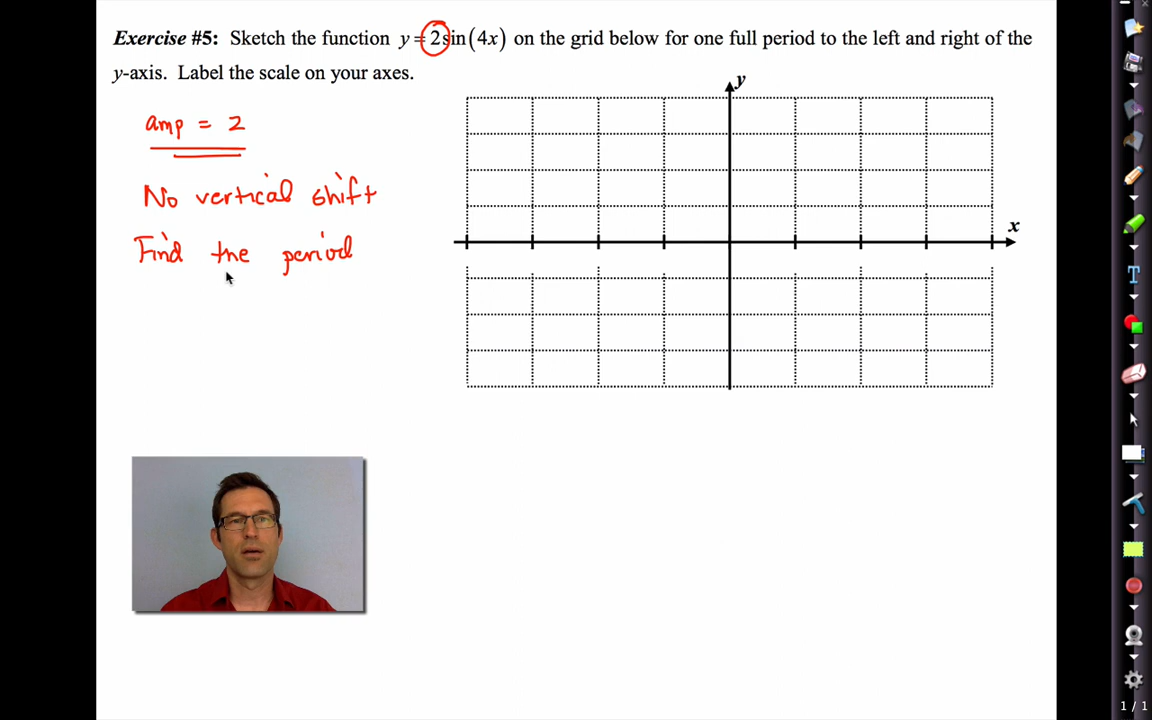 Exercise #5: Sketch the function y = 2sin(4x) on the grid below for one full period to the left and right of the
y-axis. Label the scale on your axes.
y
amp = 2
No vertical shift
x
Find the period
T
1 / 1